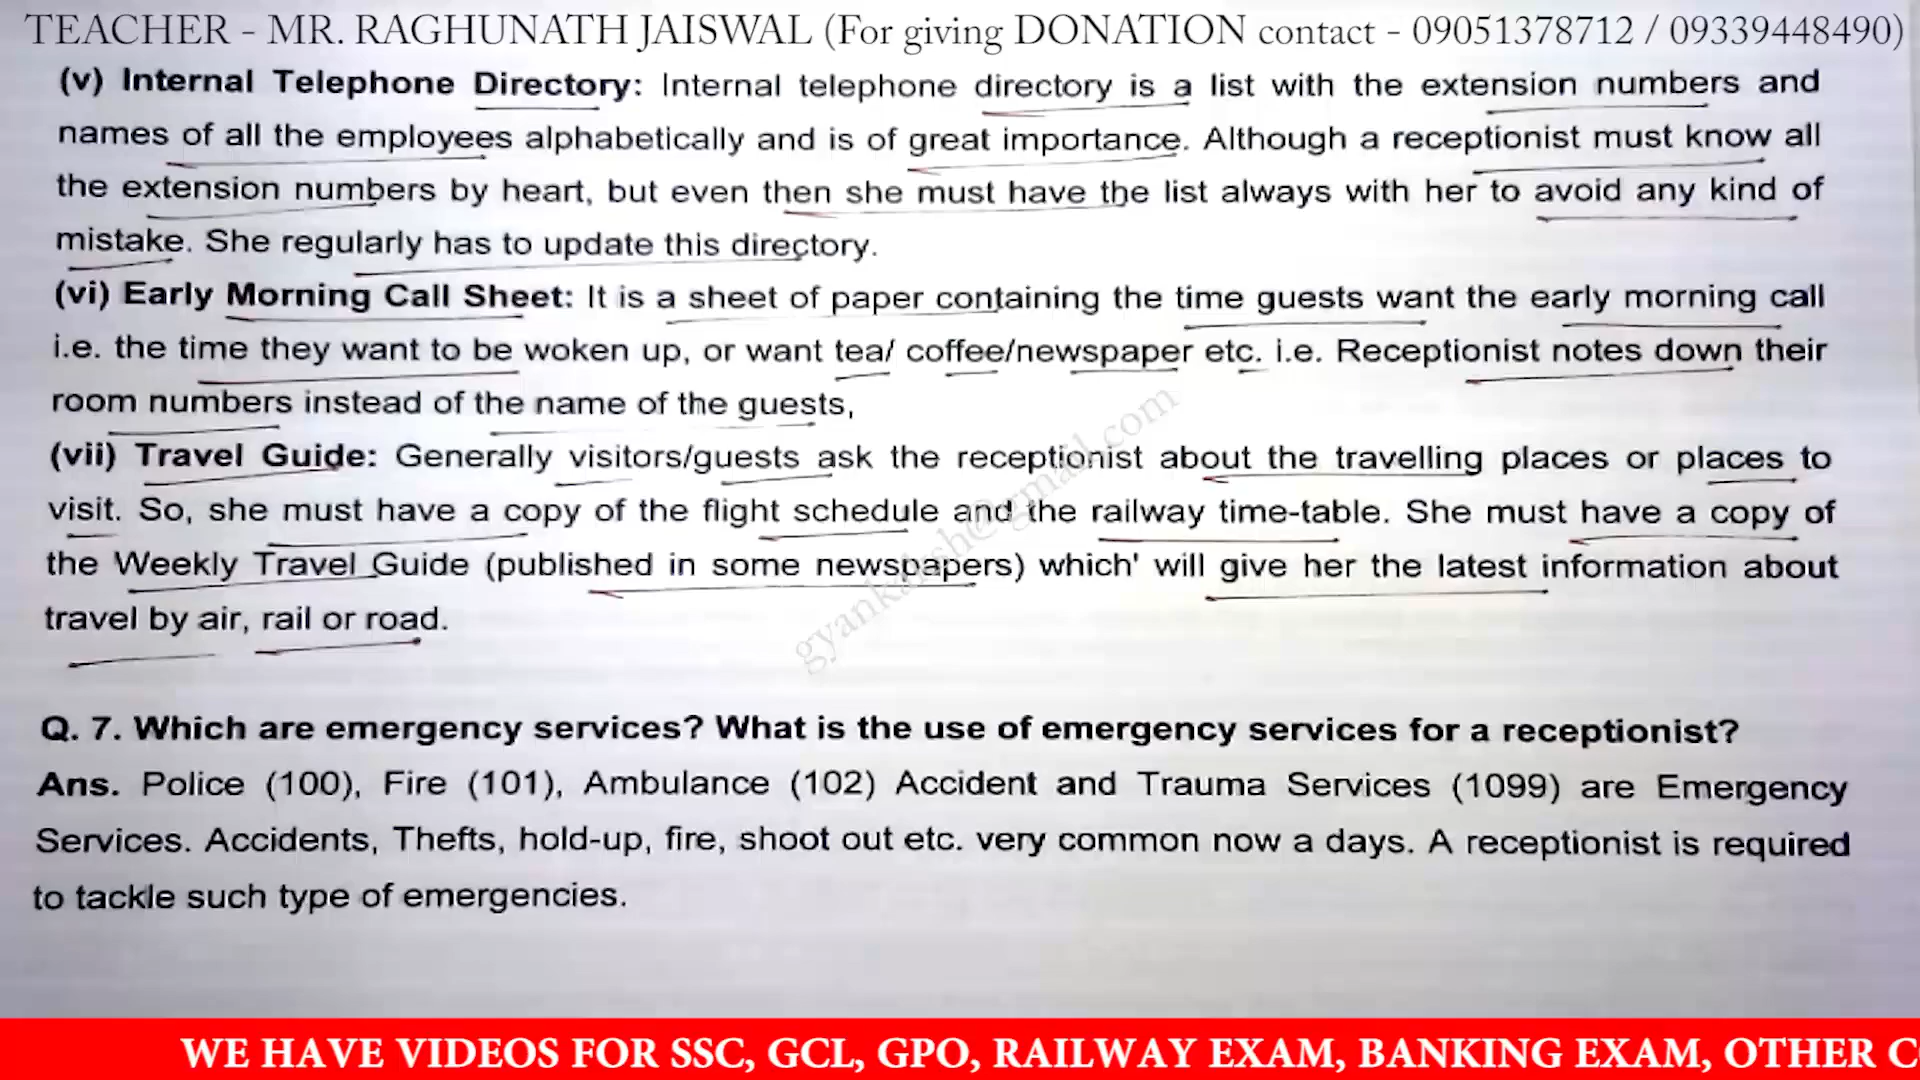 TEACHER - MR. RAGHUNATH JAISWAL (For giving DONATION contact - 09051378712 / 09339448490)
(v) Internal Telephone Directory: Internal telephone directory is a list with the extension numbers and
names of all the employees alphabetically and is of great importance. Although a receptionist must know all
the extension numbers by heart, but even then she must have the list always with her to avoid any kind of
mistake. She regularly has to update this directory.
(vi) Early Morning Call Sheet: It is a sheet of paper containing the time guests want the early morning call
i.e. the time they want to be woken up, or want tea/ coffee/newspaper etc. i.e. Receptionist notes down their
room numbers instead of the name of the guests,
(vii) Travel Guide: Generally visitors/guests ask the receptionist about the travelling places or places to
visit. So, she must have a copy of the flight schedule and the railway time-table. She must have a copy of
the Weekly Travel Guide (published in some newspapers) which' will give her the latest information about
travel by air, rail or road.
gyankaksh@gmail.com
Q. 7. Which are emergency services? What is the use of emergency services for a receptionist?
Ans. Police (100), Fire (101), Ambulance (102) Accident and Trauma Services (1099) are Emergency
Services. Accidents, Thefts, hold-up, fire, shoot out etc. very common now a days. A receptionist is required
to tackle such type of emergencies.
WE HAVE VIDEOS FOR SSC, GCL, GPO, RAILWAY EXAM, BANKING EXAM, OTHER C